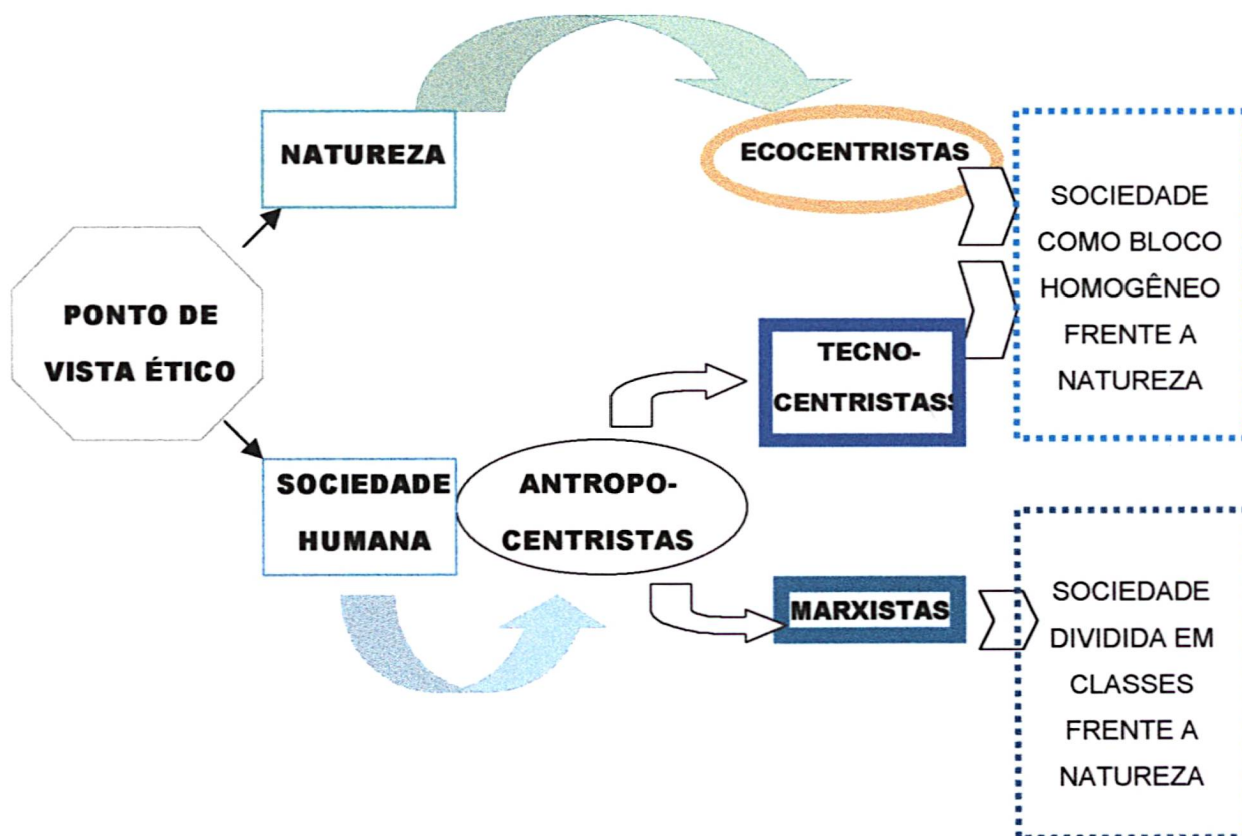 NATUREZA
ECOCENTRISTAS
PONTO DE
VISTA ÉTICO
SOCIEDADE
COMO BLOCO
HOMOGÊNEO
FRENTE A
NATUREZA
TECNO-
CENTRISTASS
SOCIEDADE
HUMANA
ANTROPO-
CENTRISTAS
MARXISTAS
SOCIEDADE
DIVIDIDA EM
CLASSES
FRENTE A
NATUREZA